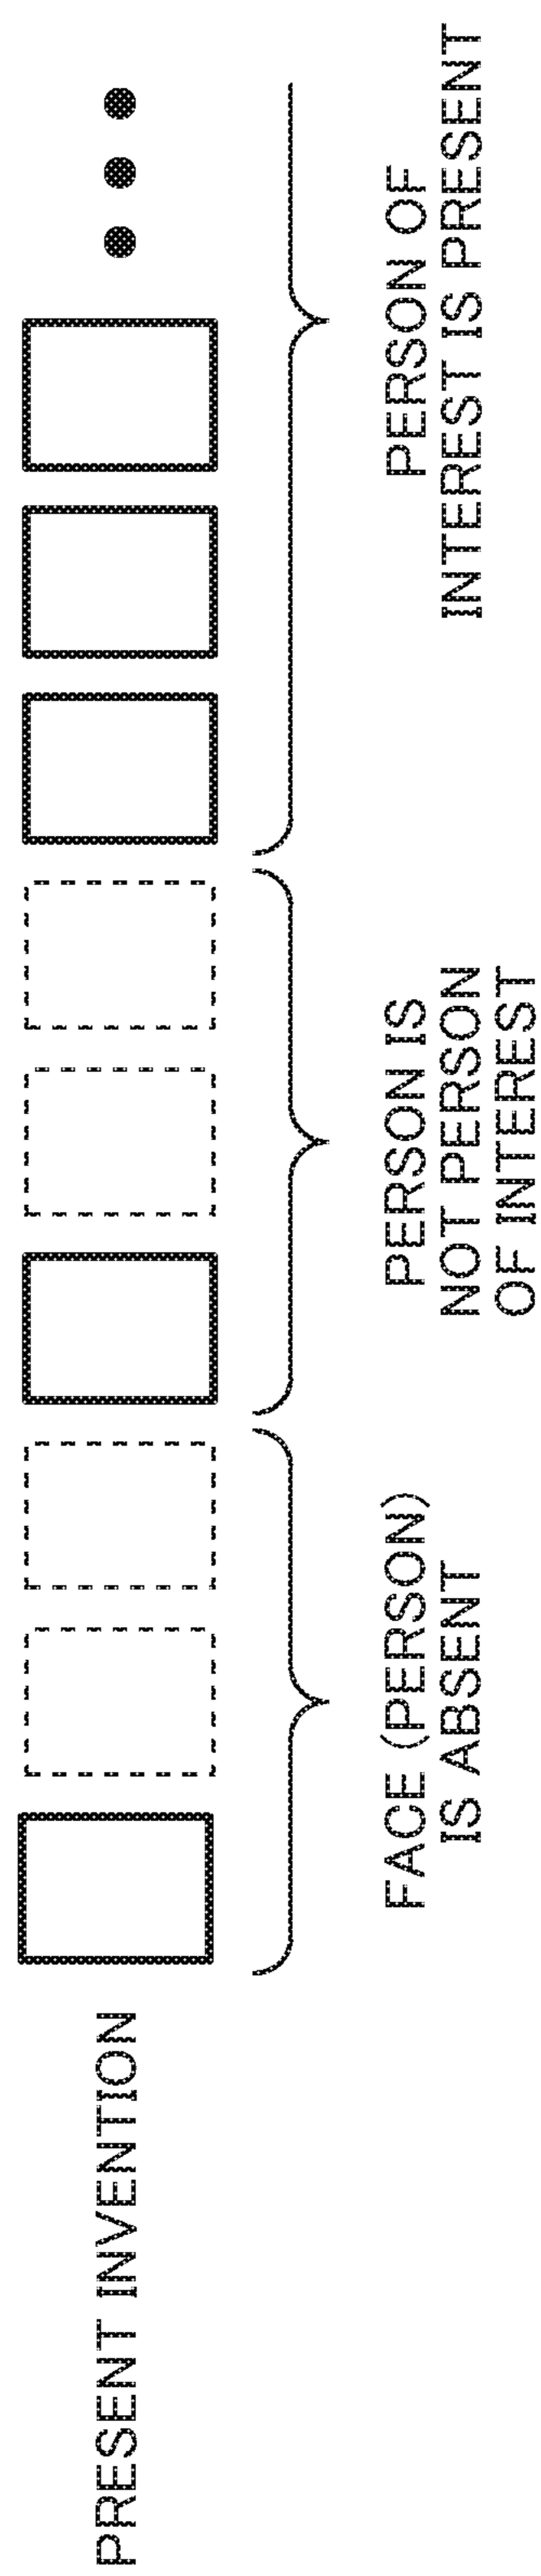 PRESENT INVENTION
FACE (PERSON)
IS ABSENT
PERSON IS
NOT PERSON
OF INTEREST
PERSON OF
INTEREST IS PRESENT